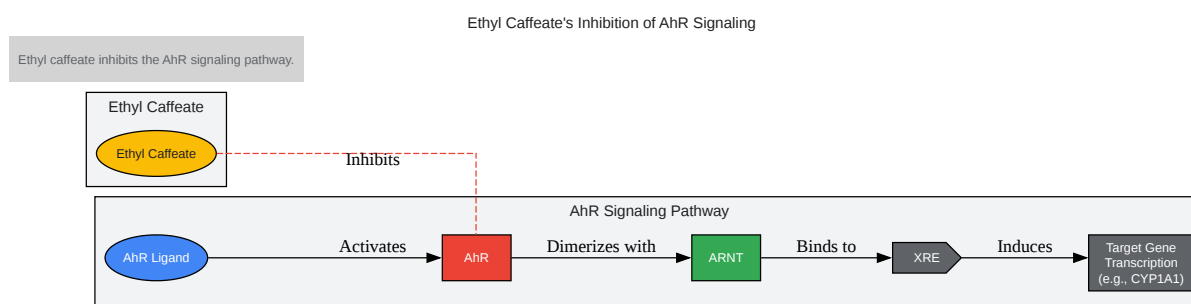 Ethyl Caffeate's Inhibition of AhR Signaling
Ethyl caffeate inhibits the AhR signaling pathway.
Ethyl Caffeate
Ethyl Caffeate
Inhibits
AhR Signaling Pathway
AhR Ligand
Activates
AhR
Dimerizes with
ARNT
Binds to
XRE
Induces
Target Gene
Transcription
(e.g., CYP1A1)